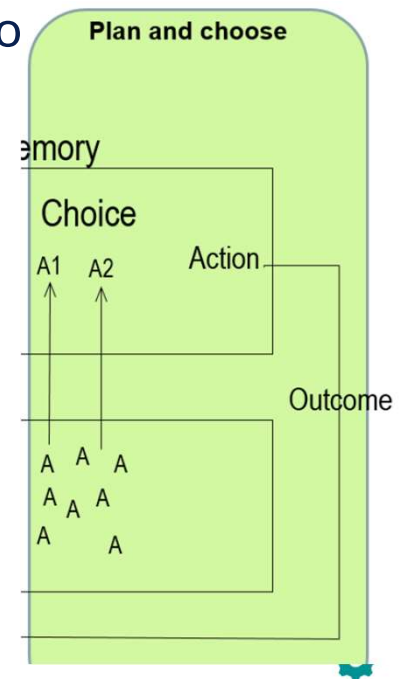 o
Plan and choose
emory
Choice
A1 A2
Action
Outcome
A A A
A A A
A A